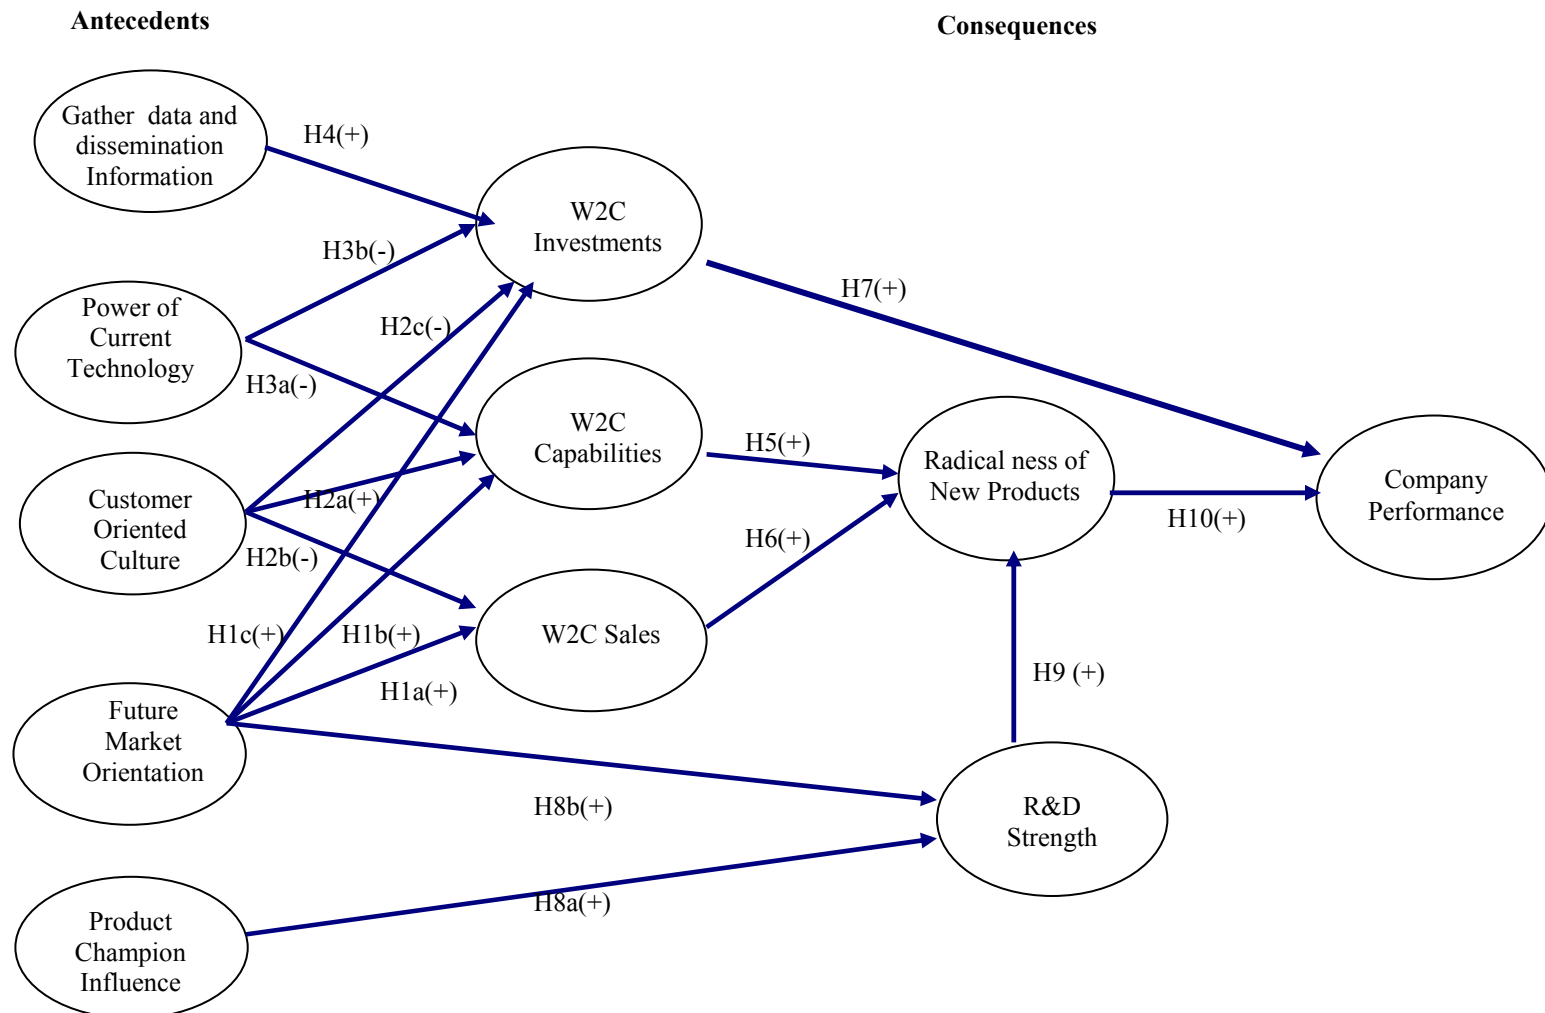 Antecedents
Consequences
Gather data and
dissemination
Information
H4(+)
W2C
Investments
H3b(-)
Power of
Current
Technology
H7(+)
H2c(-)
H3a(-)
W2C
Capabilities
H5(+)
Radical ness of
New Products
Company
Performance
Customer
Oriented
Culture
H2a(+)
H10(+)
H2b(-)
H6(+)
H1c(+)
H1b(+)
W2C Sales
H9 (+)
H1a(+)
Future
Market
Orientation
H8b(+)
R&D
Strength
H8a(+)
Product
Champion
Influence